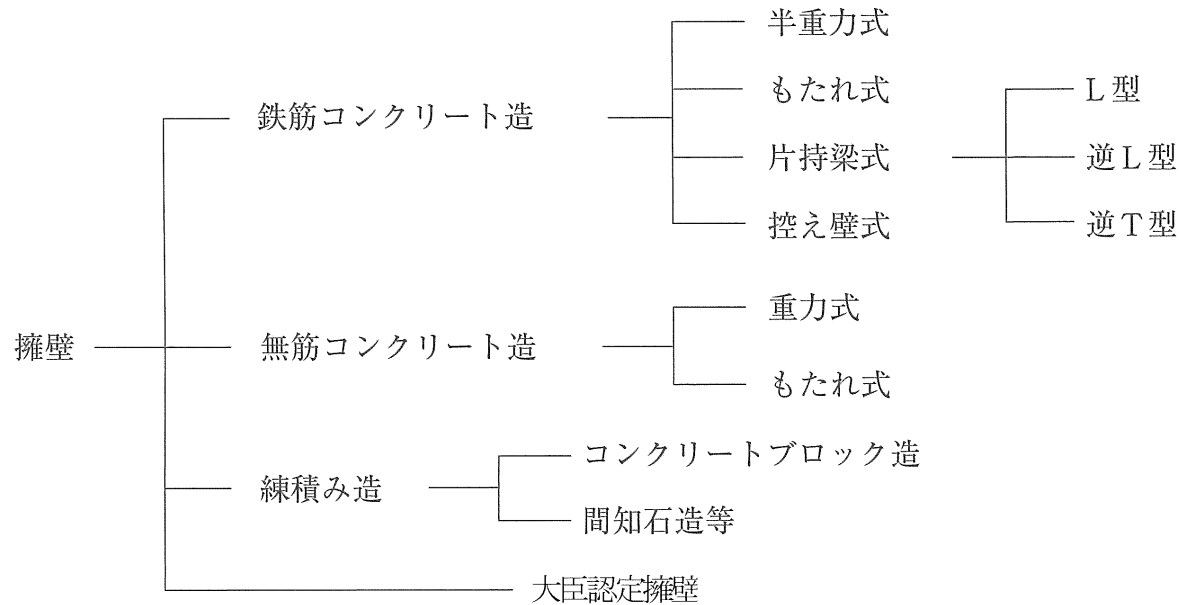 擁壁
鉄筋コンクリート造
半重力式
もたれ式
片持梁式
L型
逆L型
逆T型
控え壁式
無筋コンクリート造
重力式
もたれ式
練積み造
コンクリートブロック造
間知石造等
大臣認定擁壁